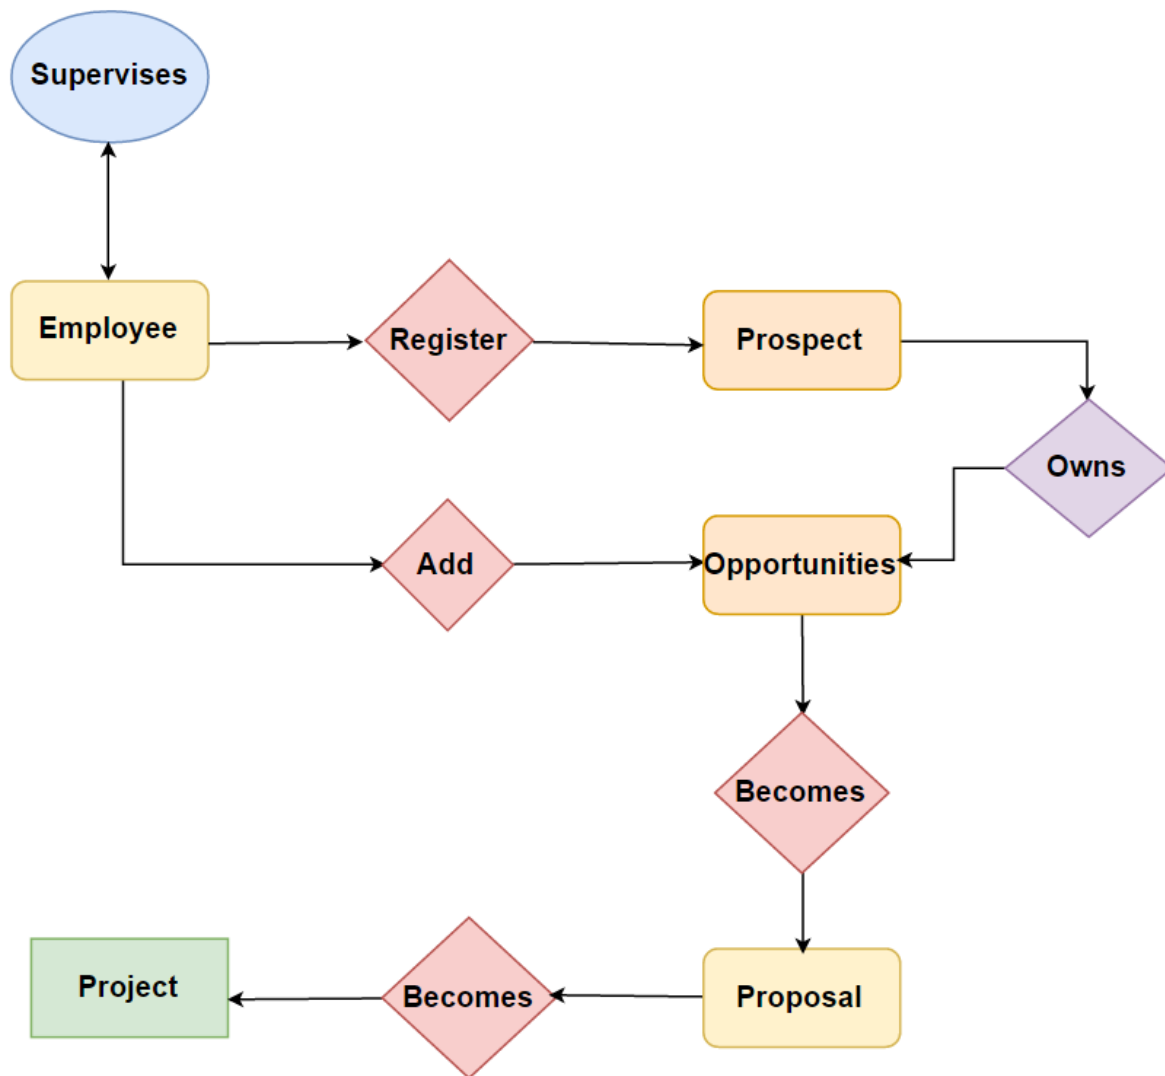 Supervises
Employee
Register
Prospect
Owns
Add
Opportunities
Becomes
Project
Becomes
Proposal